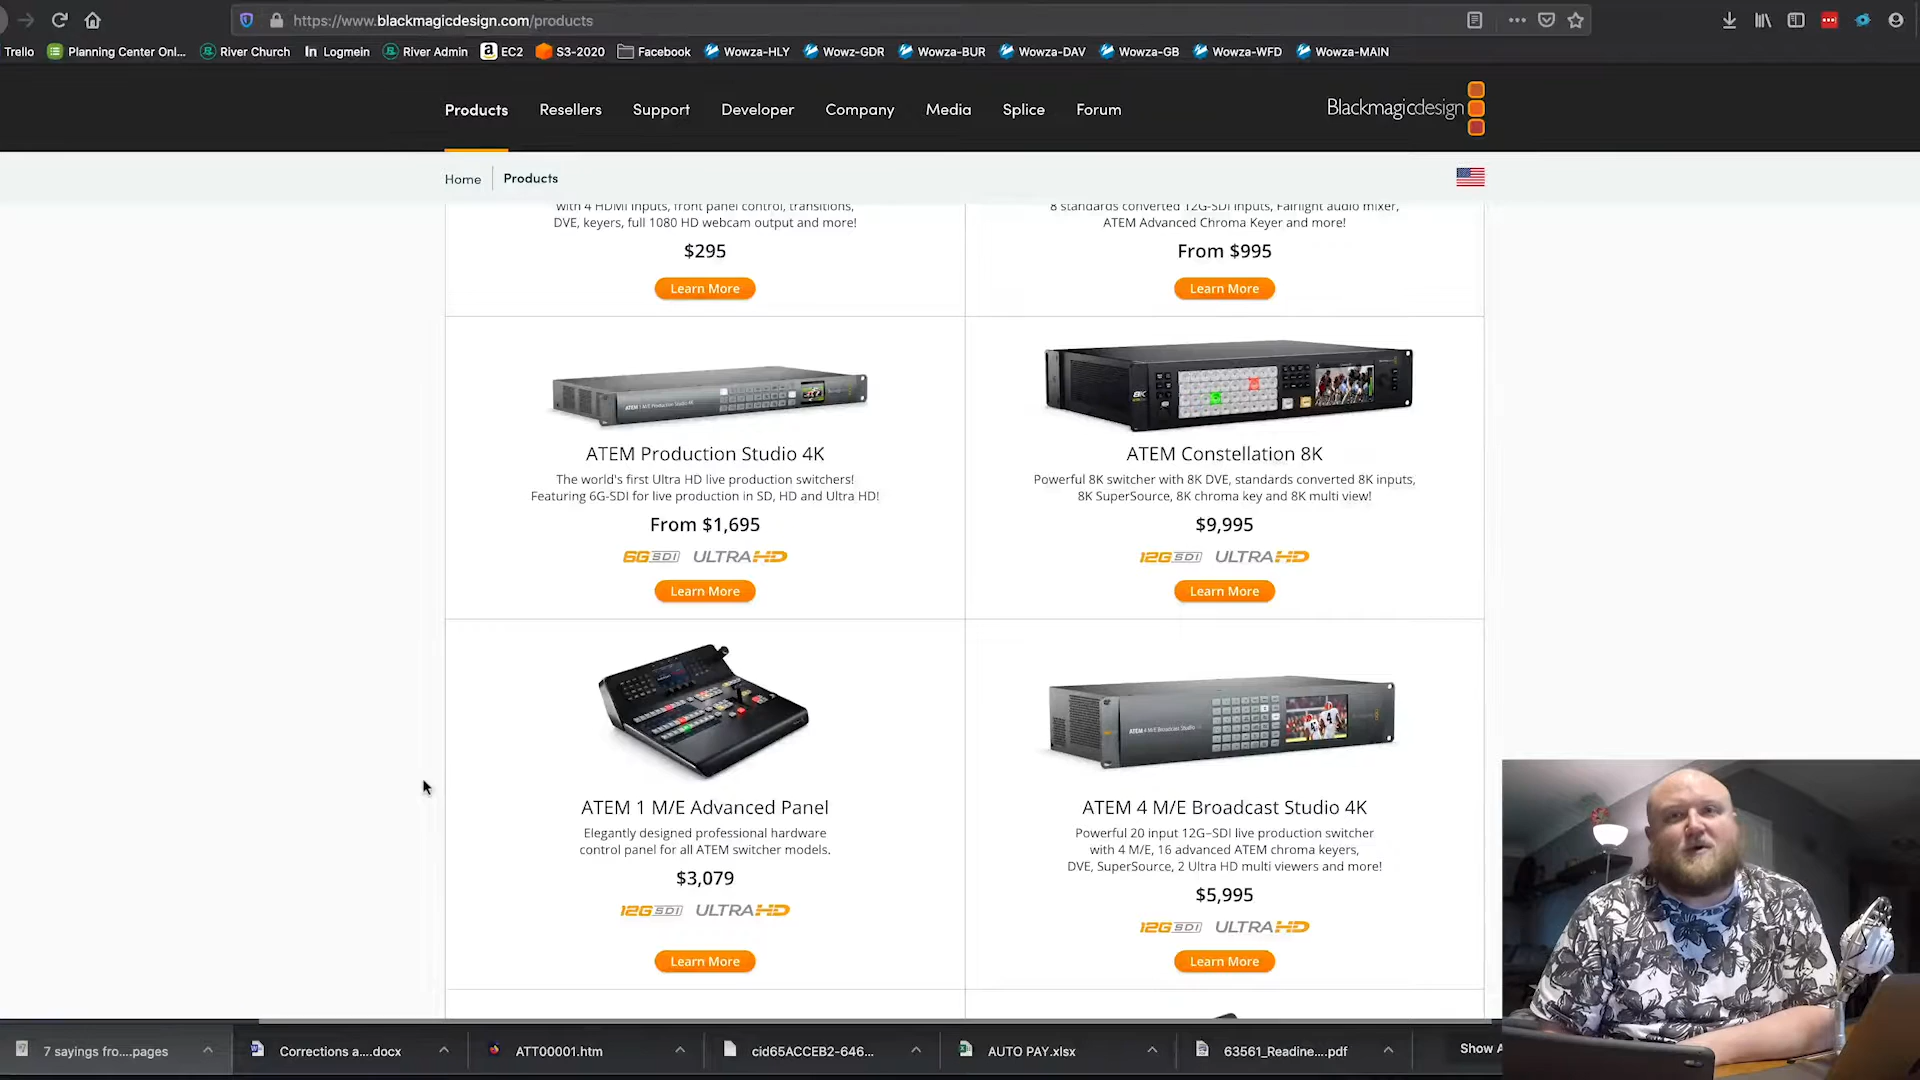 https://www.blackmagicdesign.com/products
Trello
Planning Center Onl...
River Church
Logmein
River Admin
EC2
S3-2020
Facebook
Wowza-HLY
Wowz-GDR
Wowza-BUR
Wowza-DAV
Wowza-GB
Wowza-WFD
Wowza-MAIN
Products
Resellers
Support
Developer
Company
Media
Splice
Forum
Blackmagicdesign
Home
Products
with 4 HDMI inputs, front panel control, transitions,
DVE, keyers, full 1080 HD webcam output and more!
$295
Learn More
8 standards converted 12G-SDI inputs, Fairlight audio mixer,
ATEM Advanced Chroma Keyer and more!
From $995
Learn More
ATEM Production Studio 4K
The world's first Ultra HD live production switchers!
Featuring 6G-SDI for live production in SD, HD and Ultra HD!
From $1,695
6G SDI ULTRA HD
Learn More
8K
ATEM Constellation 8K
Powerful 8K switcher with 8K DVE, standards converted 8K inputs,
8K SuperSource, 8K chroma key and 8K multi view!
$9,995
12G SDI ULTRA HD
Learn More
ATEM 1 M/E Advanced Panel
Elegantly designed professional hardware
control panel for all ATEM switcher models.
$3,079
12G SDI ULTRA HD
Learn More
ATEM 4 M/E Broadcast Studio
ATEM 4 M/E Broadcast Studio 4K
Powerful 20 input 12G–SDI live production switcher
with 4 M/E, 16 advanced ATEM chroma keyers,
DVE, SuperSource, 2 Ultra HD multi viewers and more!
$5,995
12G SDI ULTRA HD
Learn More
7 sayings fro....pages
Corrections a....docx
ATT00001.htm
cid65ACCEB2-646...
AUTO PAY.xlsx
63561_Readine....pdf
Show A